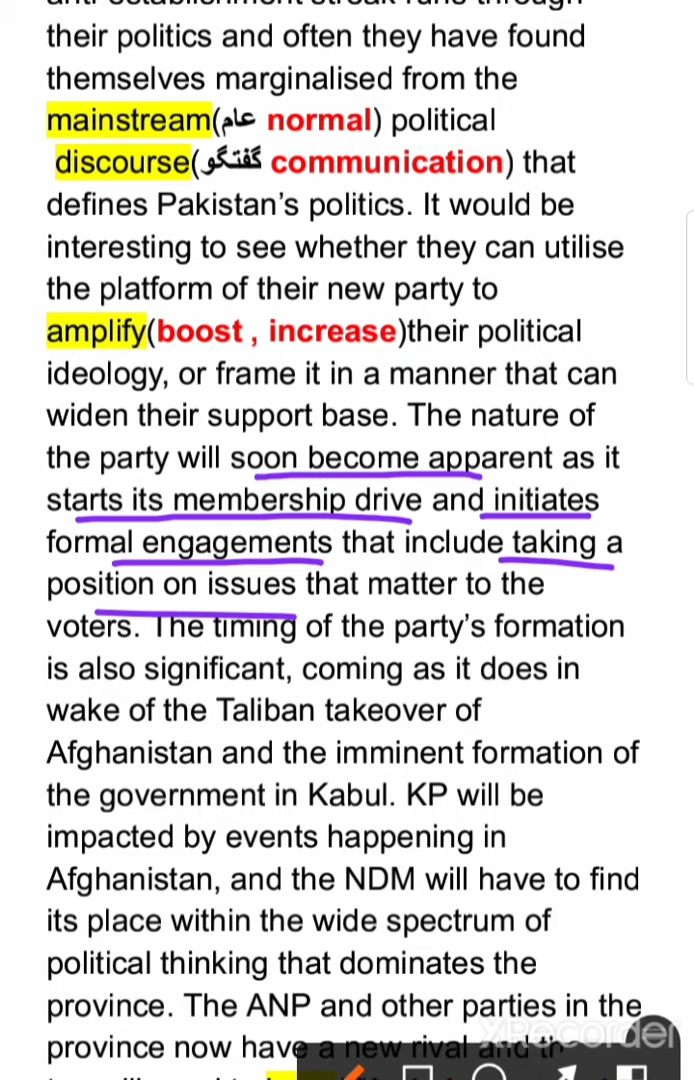 their politics and often they have found
themselves marginalised from the
mainstream(عام normal) political
discourse(گفتگو communication) that
defines Pakistan's politics. It would be
interesting to see whether they can utilise
the platform of their new party to
amplify(boost , increase)their political
ideology, or frame it in a manner that can
widen their support base. The nature of
the party will soon become apparent as it
starts its membership drive and initiates
formal engagements that include taking a
position on issues that matter to the
voters. The timing of the party's formation
is also significant, coming as it does in
wake of the Taliban takeover of
Afghanistan and the imminent formation of
the government in Kabul. KP will be
impacted by events happening in
Afghanistan, and the NDM will have to find
its place within the wide spectrum of
political thinking that dominates the
province. The ANP and other parties in the
province now have a new rival and
XRecorder